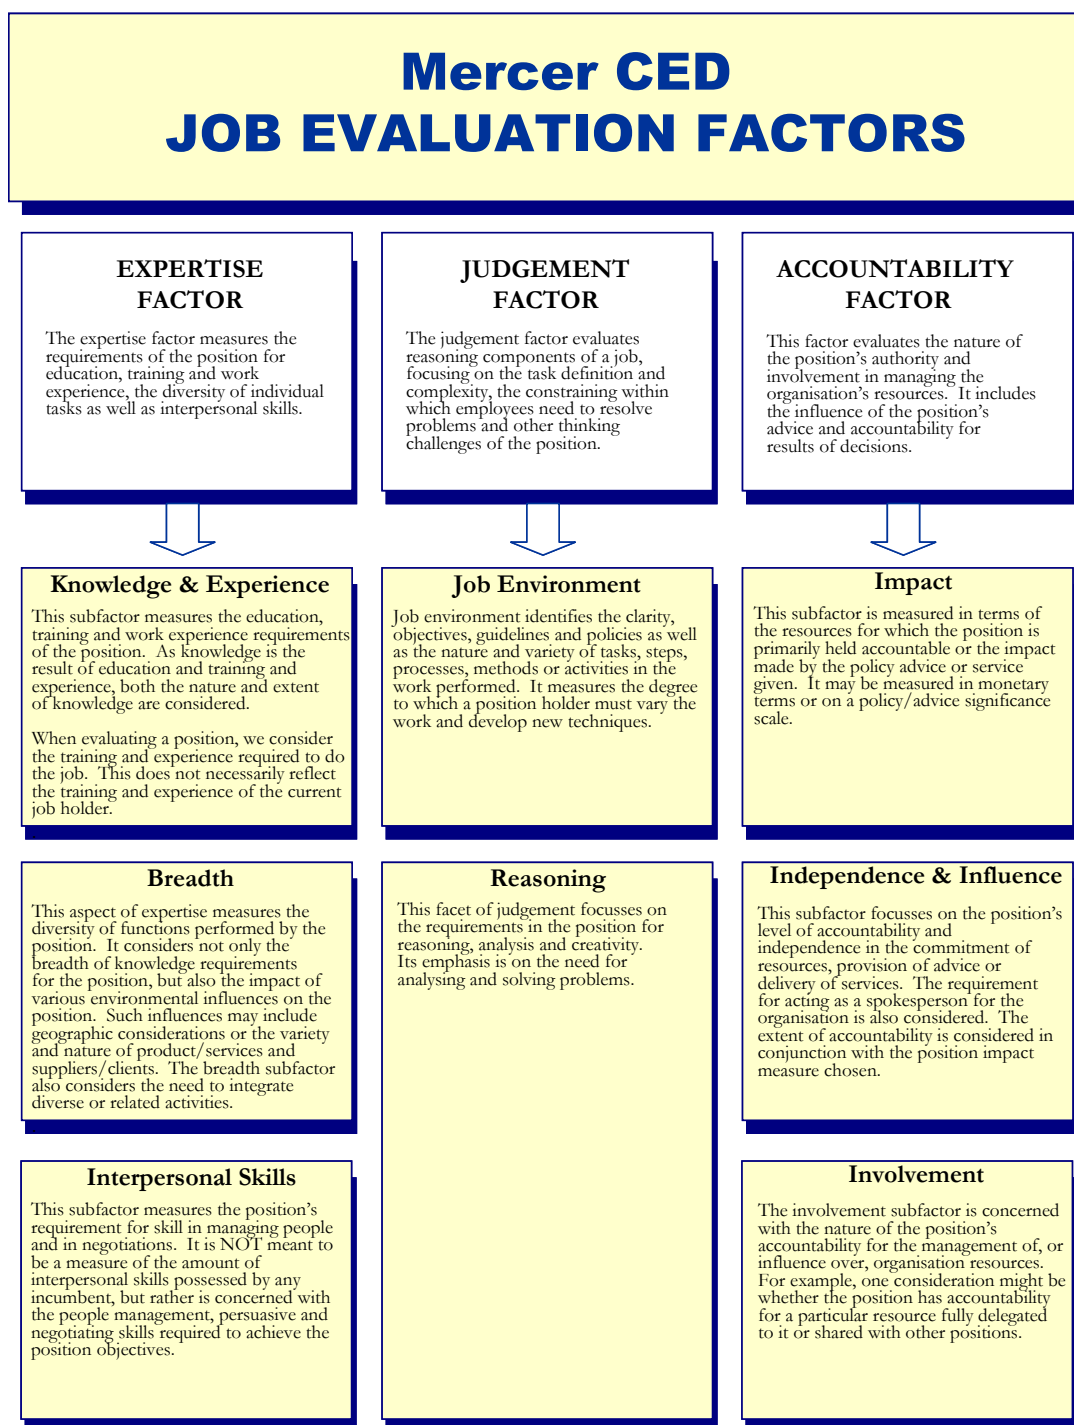 Mercer CED
JOB EVALUATION FACTORS
EXPERTISE
FACTOR
The expertise factor measures the
requirements of the position for
education, training and work
experience, the diversity of individual
tasks as well as interpersonal skills.
JUDGEMENT
FACTOR
The judgement factor evaluates
reasoning components of a job,
focusing on the task definition and
complexity, the constraining within
which employees need to resolve
problems and other thinking
challenges of the position.
ACCOUNTABILITY
FACTOR
This factor evaluates the nature of
the position’s authority and
involvement in managing the
organisation’s resources.  It includes
the influence of the position’s
advice and accountability for
results of decisions.
Knowledge & Experience
This subfactor measures the education,
training and work experience requirements
of the position.  As knowledge is the
result of education and training and
experience, both the nature and extent
of knowledge are considered.
When evaluating a position, we consider
the training and experience required to do
the job.  This does not necessarily reflect
the training and experience of the current
job holder.
Job Environment
Job environment identifies the clarity,
objectives, guidelines and policies as well
as the nature and variety of tasks, steps,
processes, methods or activities in the
work performed.  It measures the degree
to which a position holder must vary the
work and develop new techniques.
Impact
This subfactor is measured in terms of
the resources for which the position is
primarily held accountable or the impact
made by the policy advice or service
given.  It may be measured in monetary
terms or on a policy/advice significance
scale.
Breadth
This aspect of expertise measures the
diversity of functions performed by the
position.  It considers not only the
breadth of knowledge requirements
for the position, but also the impact of
various environmental influences on the
position.  Such influences may include
geographic considerations or the variety
and nature of product/services and
suppliers/clients.  The breadth subfactor
also considers the need to integrate
diverse or related activities.
Reasoning
This facet of judgement focusses on
the requirements in the position for
reasoning, analysis and creativity.
Its emphasis is on the need for
analysing and solving problems.
Independence & Influence
This subfactor focusses on the position’s
level of accountability and
independence in the commitment of
resources, provision of advice or
delivery of services.  The requirement
for acting as a spokesperson for the
organisation is also considered.  The
extent of accountability is considered in
conjunction with the position impact
measure chosen.
Interpersonal Skills
This subfactor measures the position’s
requirement for skill in managing people
and in negotiations.  It is NOT meant to
be a measure of the amount of
interpersonal skills possessed by any
incumbent, but rather is concerned with
the people management, persuasive and
negotiating skills required to achieve the
position objectives.
Involvement
The involvement subfactor is concerned
with the nature of the position’s
accountability for the management of, or
influence over, organisation resources.
For example, one consideration might be
whether the position has accountability
for a particular resource fully delegated
to it or shared with other positions.